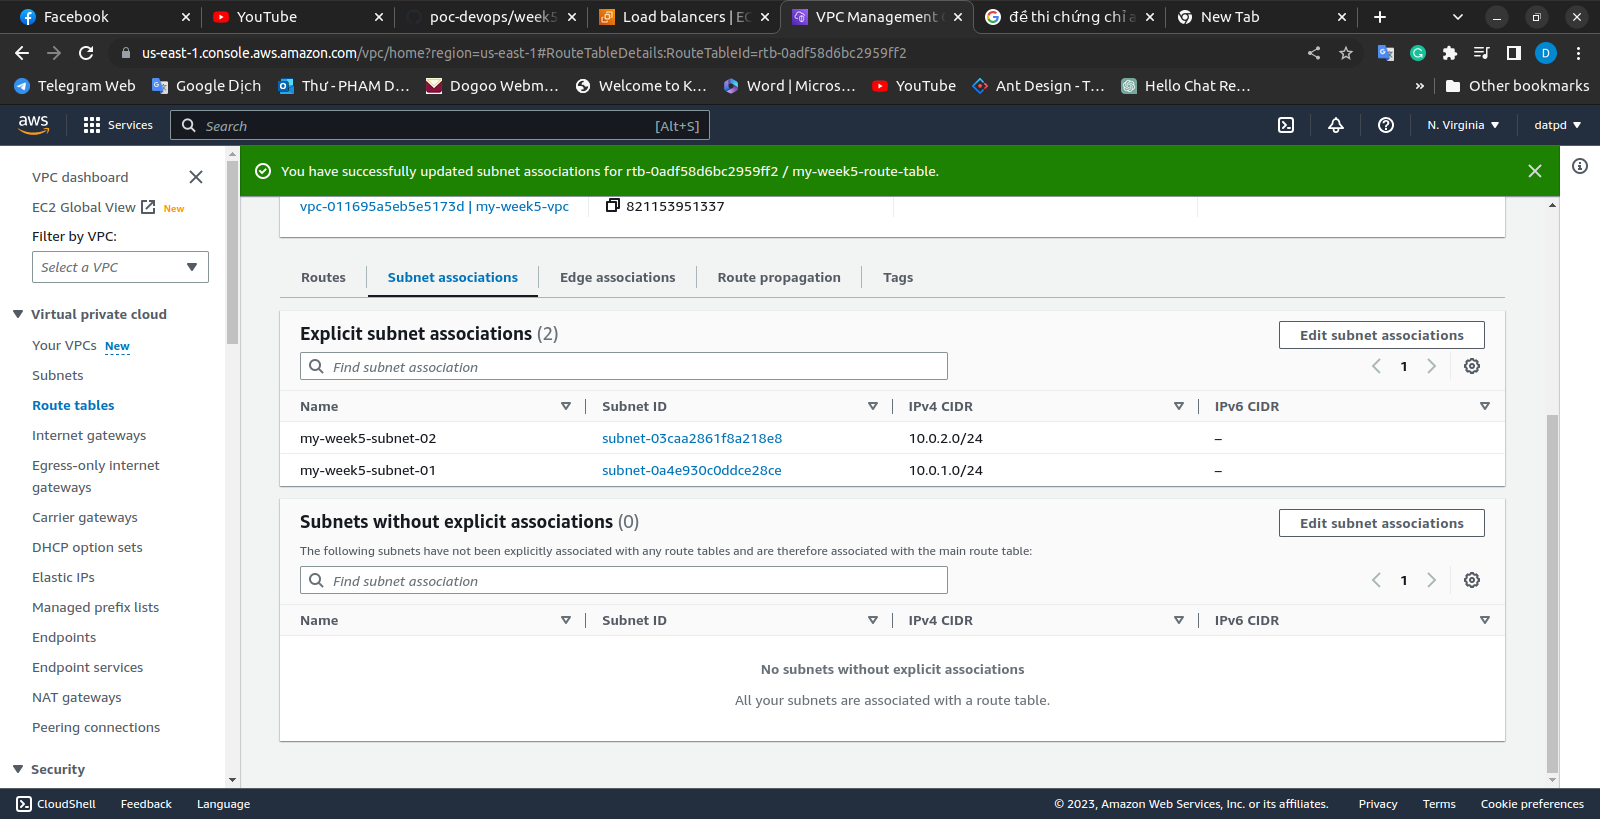 Facebook
YouTube
poc-devops/week5
Load balancers | EC
VPC Management C
đề thi chứng chỉ a
New Tab
us-east-1.console.aws.amazon.com/vpc/home?region=us-east-1#RouteTableDetails:RouteTableId=rtb-0adf58d6bc2959ff2
D
Telegram Web
Google Dịch
Thư - PHAM D...
Dogoo Webm...
Welcome to K...
Word | Micros...
YouTube
Ant Design - T...
Hello Chat Re...
»
Other bookmarks
aws
Services
Search
[Alt+S]
N. Virginia
datpd
VPC dashboard
EC2 Global View
New
Filter by VPC:
Select a VPC
Virtual private cloud
Your VPCs
New
Subnets
Route tables
Internet gateways
Egress-only internet
gateways
Carrier gateways
DHCP option sets
Elastic IPs
Managed prefix lists
Endpoints
Endpoint services
NAT gateways
Peering connections
Security
You have successfully updated subnet associations for rtb-0adf58d6bc2959ff2 / my-week5-route-table.
vpc-011695a5eb5e5173d | my-week5-vpc
821153951337
Routes
Subnet associations
Edge associations
Route propagation
Tags
Explicit subnet associations (2)
Edit subnet associations
Find subnet association
1
Name
Subnet ID
IPv4 CIDR
IPv6 CIDR
my-week5-subnet-02
subnet-03caa2861f8a218e8
10.0.2.0/24
–
my-week5-subnet-01
subnet-0a4e930c0ddce28ce
10.0.1.0/24
–
Subnets without explicit associations (0)
Edit subnet associations
The following subnets have not been explicitly associated with any route tables and are therefore associated with the main route table:
Find subnet association
1
Name
Subnet ID
IPv4 CIDR
IPv6 CIDR
No subnets without explicit associations
All your subnets are associated with a route table.
CloudShell
Feedback
Language
© 2023, Amazon Web Services, Inc. or its affiliates.
Privacy
Terms
Cookie preferences